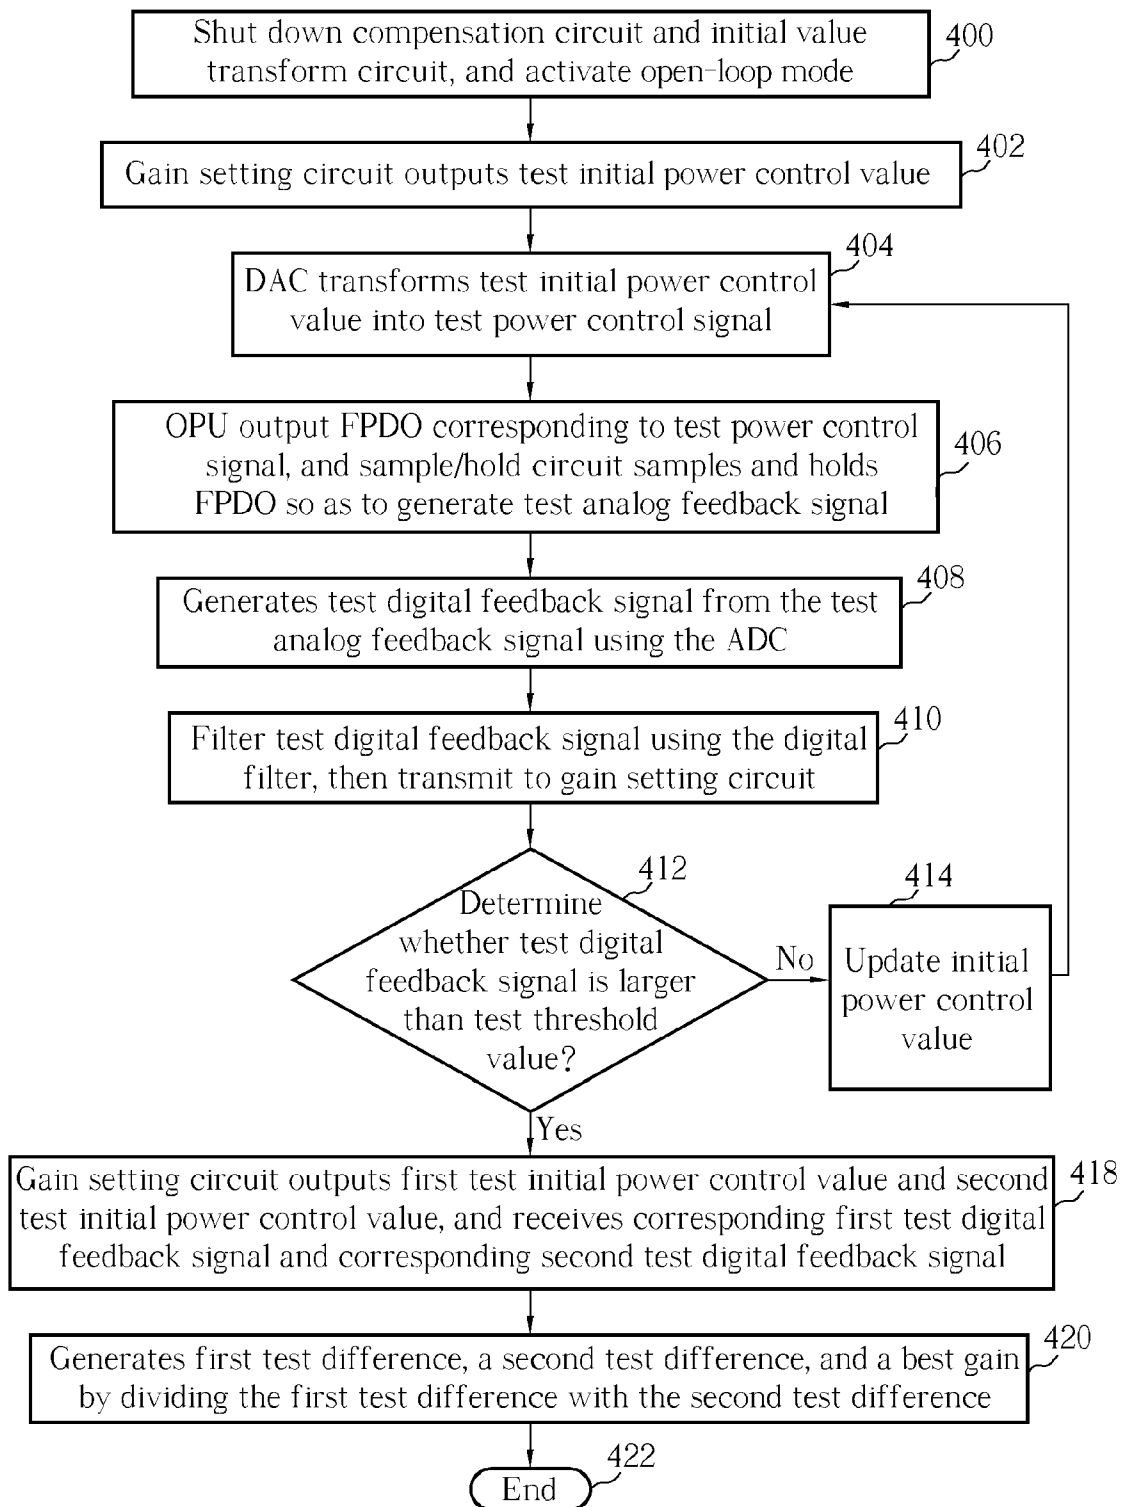 Shut down compensation circuit and initial value
transform circuit, and activate open-loop mode
400
Gain setting circuit outputs test initial power control value
402
DAC transforms test initial power control
value into test power control signal
404
OPU output FPDO corresponding to test power control
signal, and sample/hold circuit samples and holds
FPDO so as to generate test analog feedback signal
406
Generates test digital feedback signal from the test
analog feedback signal using the ADC
408
Filter test digital feedback signal using the digital
filter, then transmit to gain setting circuit
410
Determine
whether test digital
feedback signal is larger
than test threshold
value?
412
No
Update initial
power control
value
414
Yes
Gain setting circuit outputs first test initial power control value and second
test initial power control value, and receives corresponding first test digital
feedback signal and corresponding second test digital feedback signal
418
Generates first test difference, a second test difference, and a best gain
by dividing the first test difference with the second test difference
420
End
422